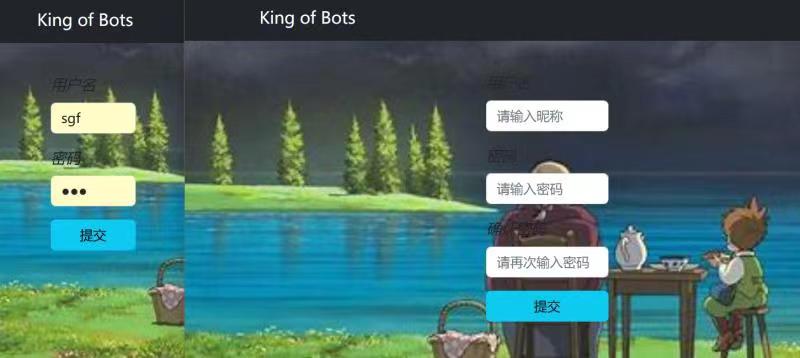 King of Bots
用户名
sgf
密码
提交
King of Bots
用户名
请输入昵称
密码
请输入密码
确认密码
请再次输入密码
提交